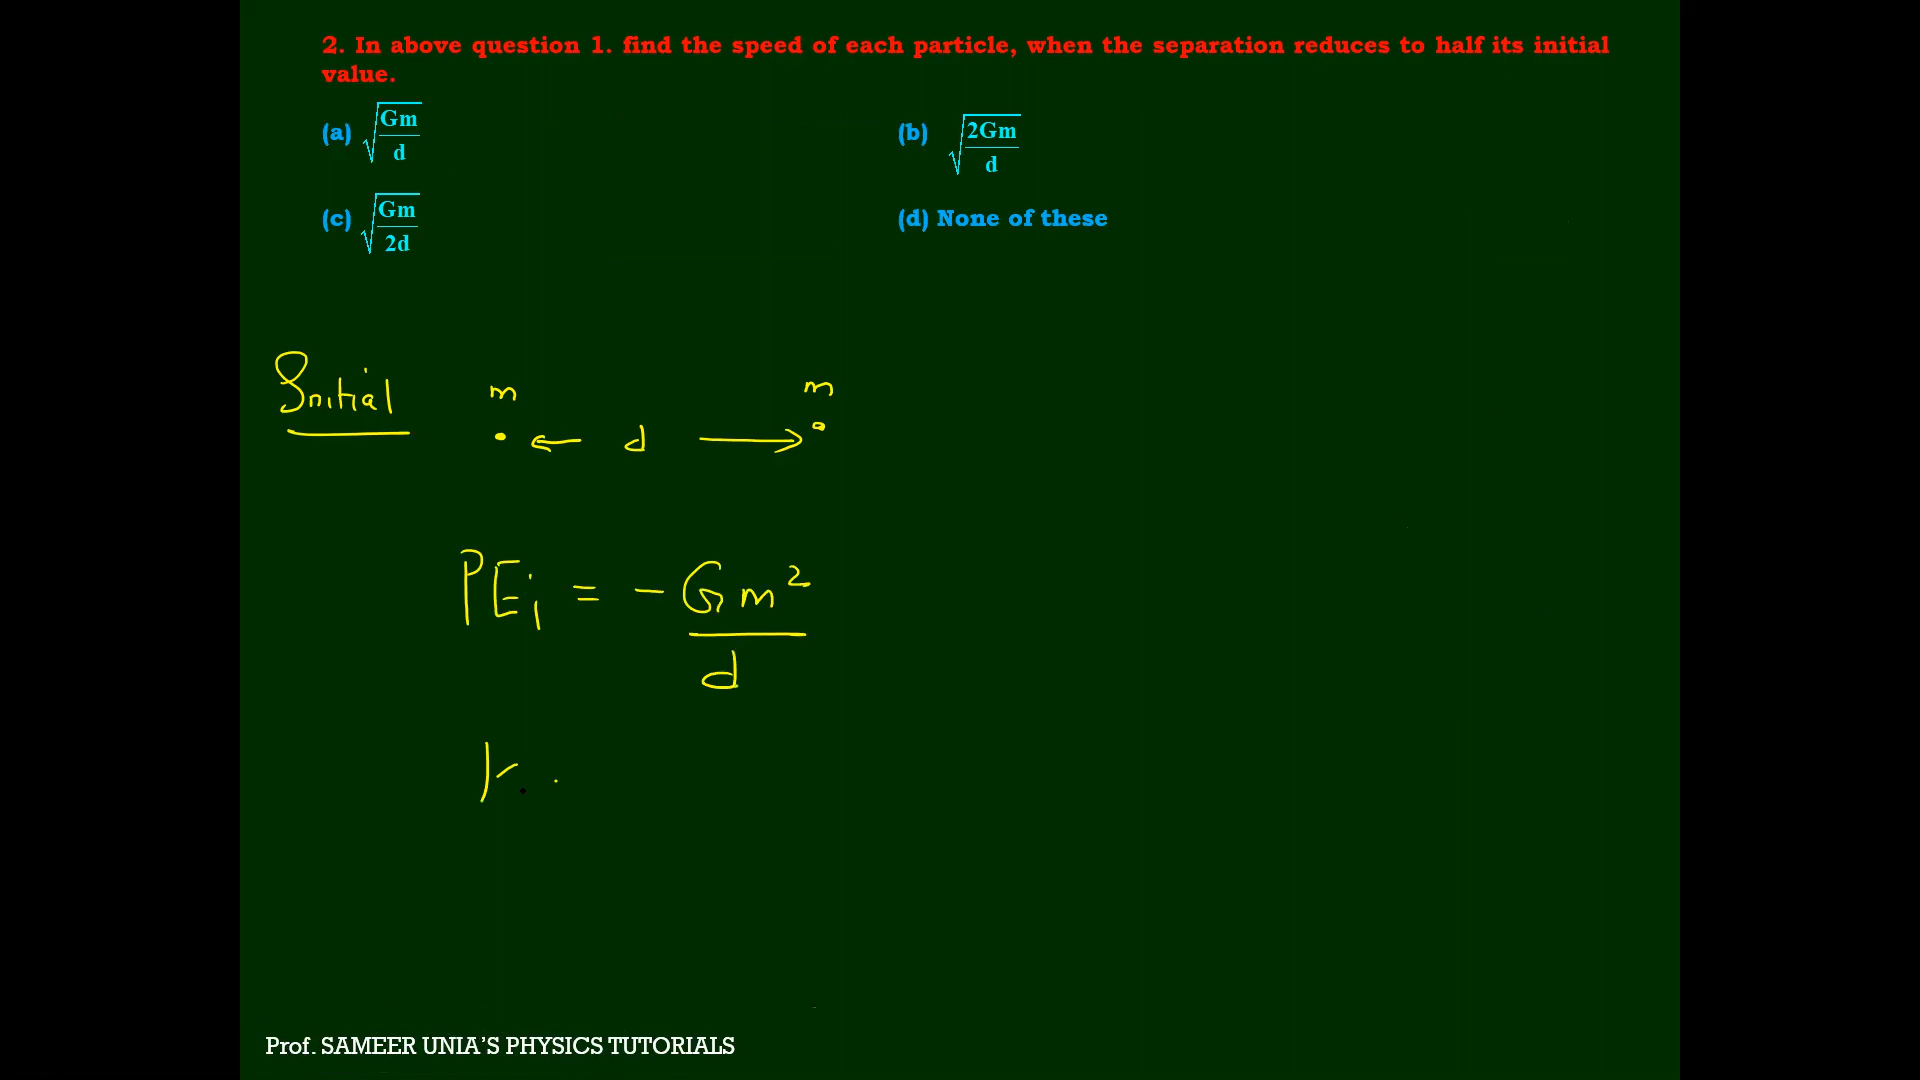 2. In above question 1. find the speed of each particle, when the separation reduces to half its initial
value.
(a) √(Gm/d) (b) √(2Gm/d)
(c) √(Gm/2d) (d) None of these
Initial m ← d → m
PEi = - Gm²/d
Prof. SAMEER UNIA'S PHYSICS TUTORIALS